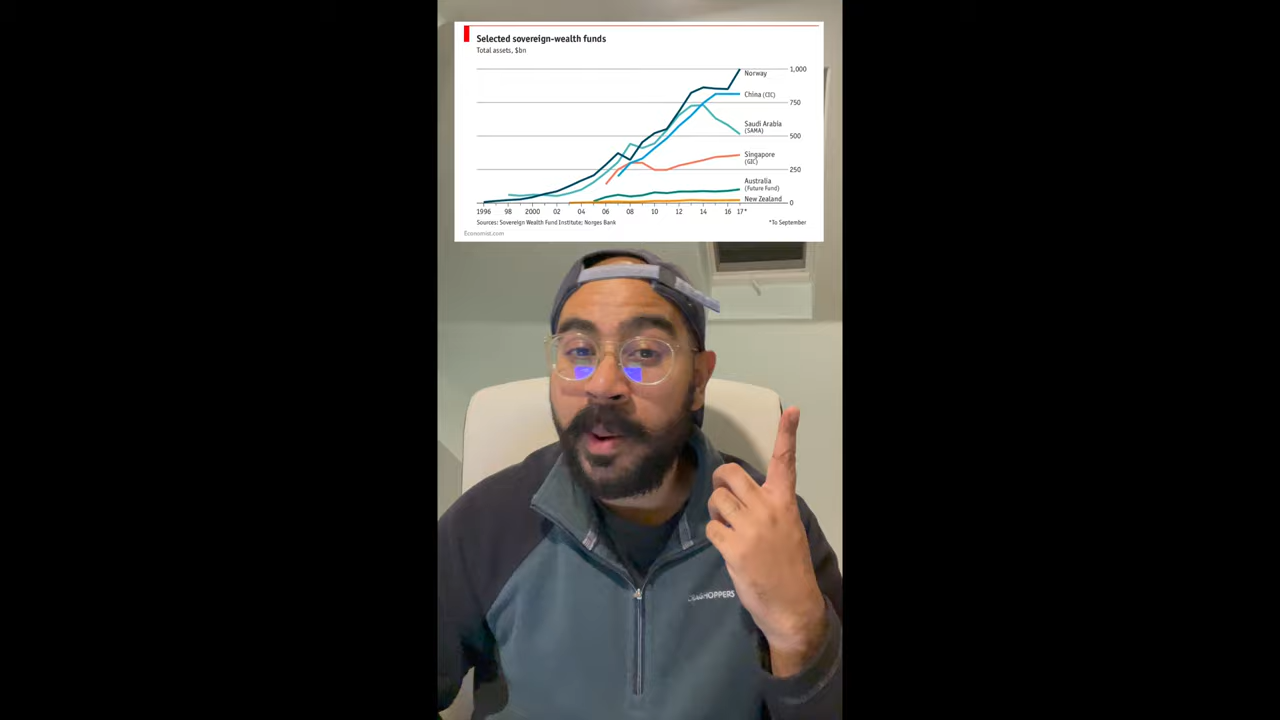 Selected sovereign-wealth funds
Total assets, $bn
Norway
1,000
China (CIC)
750
Saudi Arabia
(SAMA)
500
Singapore
(GIC)
250
Australia
(Future Fund)
New Zealand
0
1996 98 2000 02 04 06 08 10 12 14 16 17*
Sources: Sovereign Wealth Fund Institute; Norges Bank
*To September
Economist.com